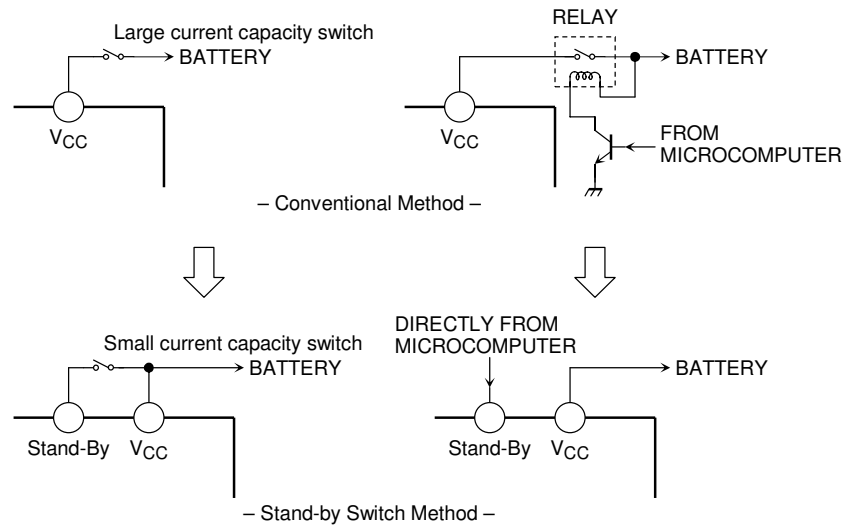 Large current capacity switch
BATTERY
VCC
RELAY
BATTERY
VCC
FROM
MICROCOMPUTER
– Conventional Method –
Small current capacity switch
BATTERY
Stand-By VCC
DIRECTLY FROM
MICROCOMPUTER
BATTERY
Stand-By VCC
– Stand-by Switch Method –